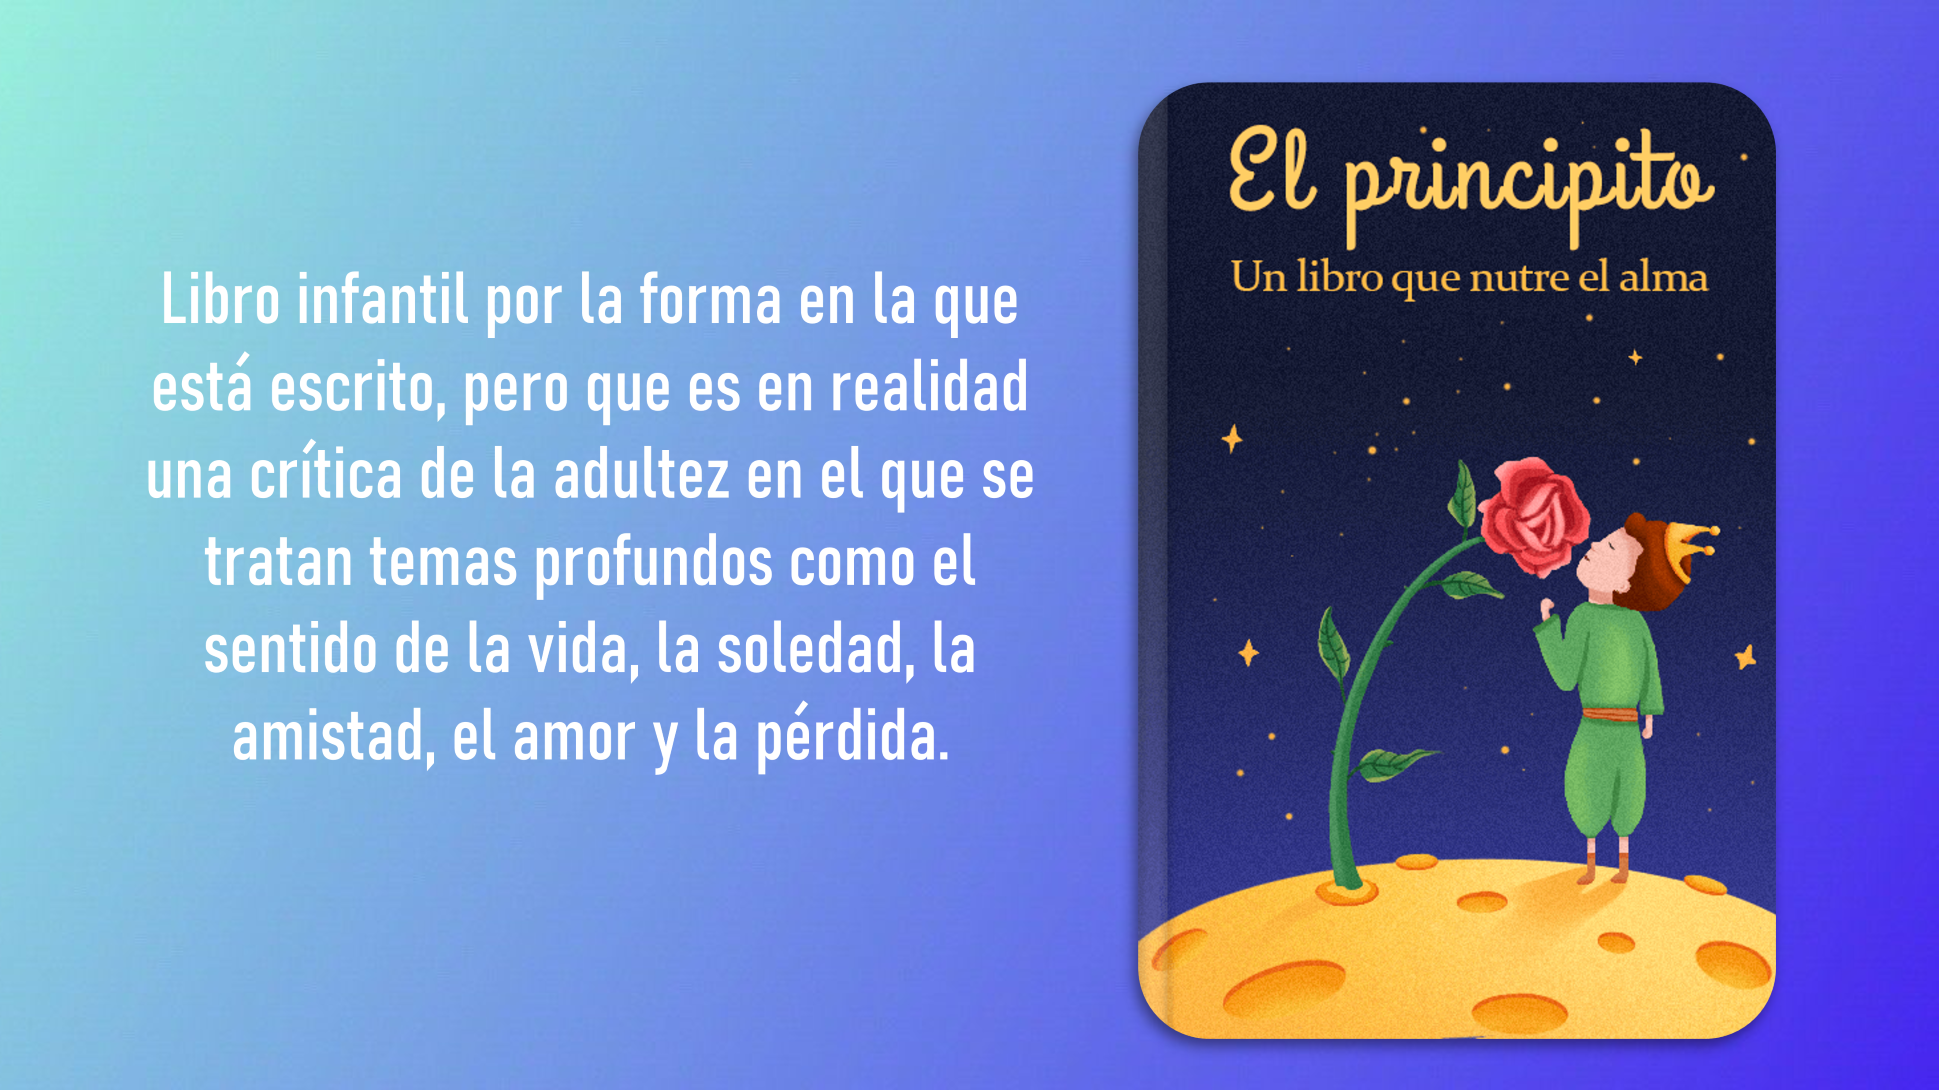 Libro infantil por la forma en la que
está escrito, pero que es en realidad
una crítica de la adultez en el que se
tratan temas profundos como el
sentido de la vida, la soledad, la
amistad, el amor y la pérdida.
El principito
Un libro que nutre el alma